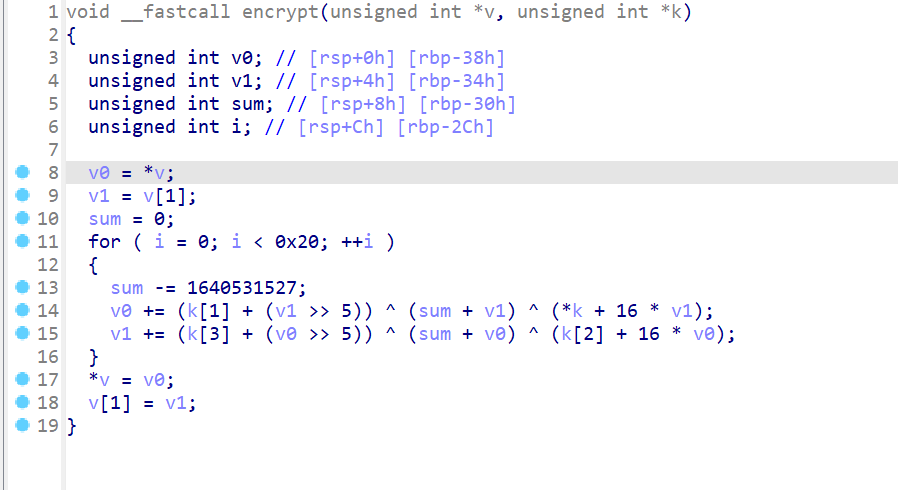 1 void __fastcall encrypt(unsigned int *v, unsigned int *k)
2 {
3   unsigned int v0; // [rsp+0h] [rbp-38h]
4   unsigned int v1; // [rsp+4h] [rbp-34h]
5   unsigned int sum; // [rsp+8h] [rbp-30h]
6   unsigned int i; // [rsp+Ch] [rbp-2Ch]
7
8   v0 = *v;
9   v1 = v[1];
10   sum = 0;
11   for ( i = 0; i < 0x20; ++i )
12   {
13     sum -= 1640531527;
14     v0 += (k[1] + (v1 >> 5)) ^ (sum + v1) ^ (*k + 16 * v1);
15     v1 += (k[3] + (v0 >> 5)) ^ (sum + v0) ^ (k[2] + 16 * v0);
16   }
17   *v = v0;
18   v[1] = v1;
19 }